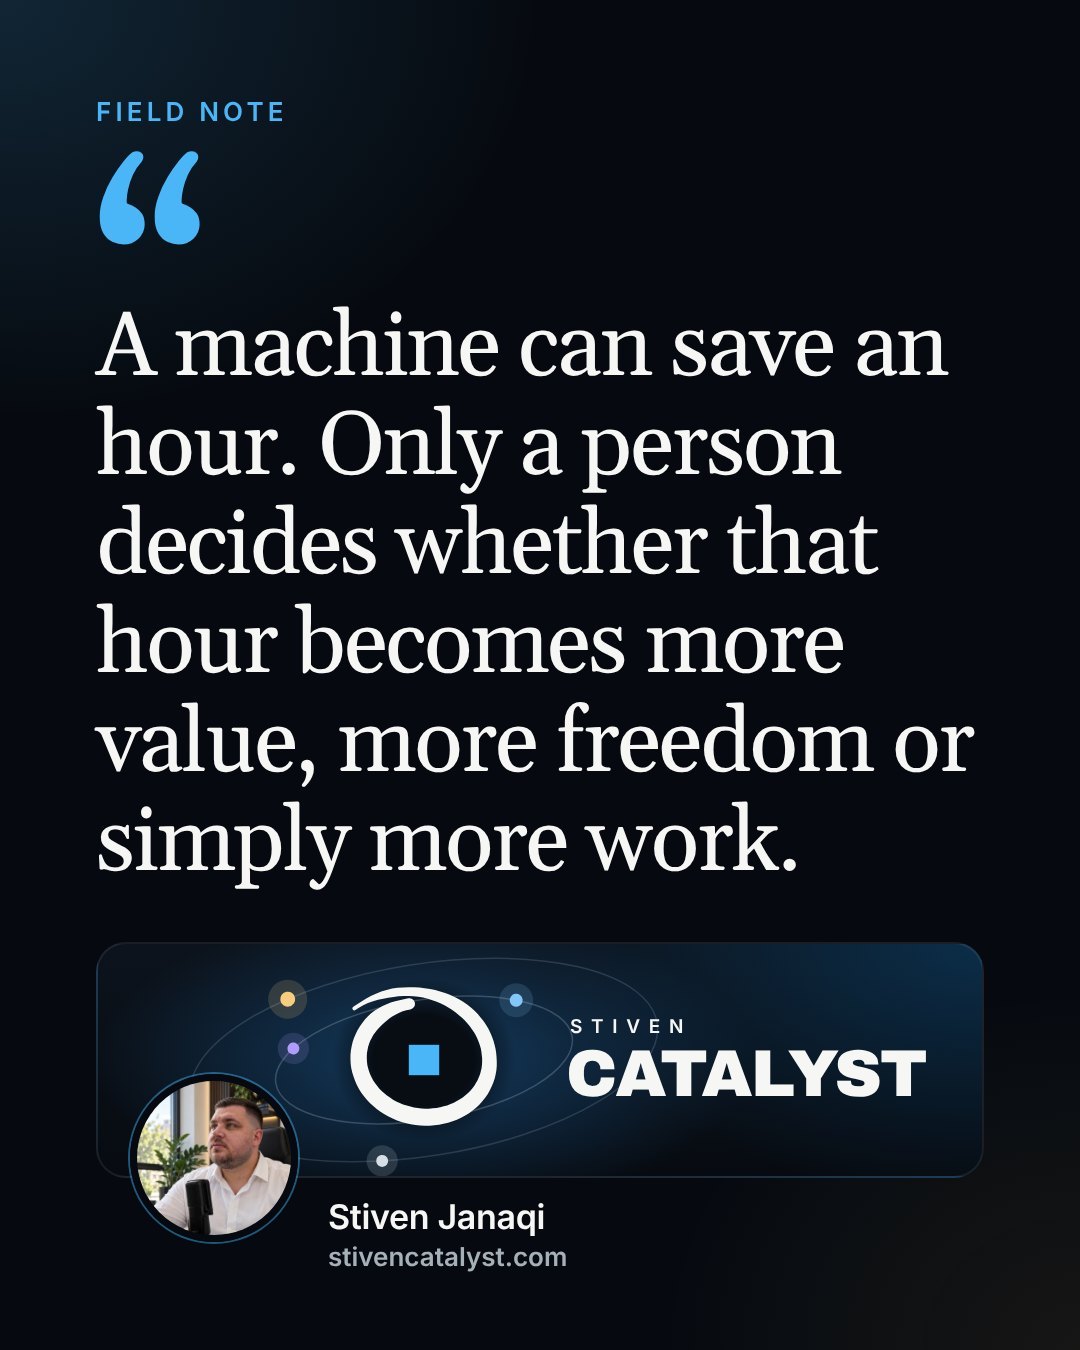 FIELD NOTE
“
A machine can save an
hour. Only a person
decides whether that
hour becomes more
value, more freedom or
simply more work.
STIVEN
CATALYST
Stiven Janaqi
stivencatalyst.com